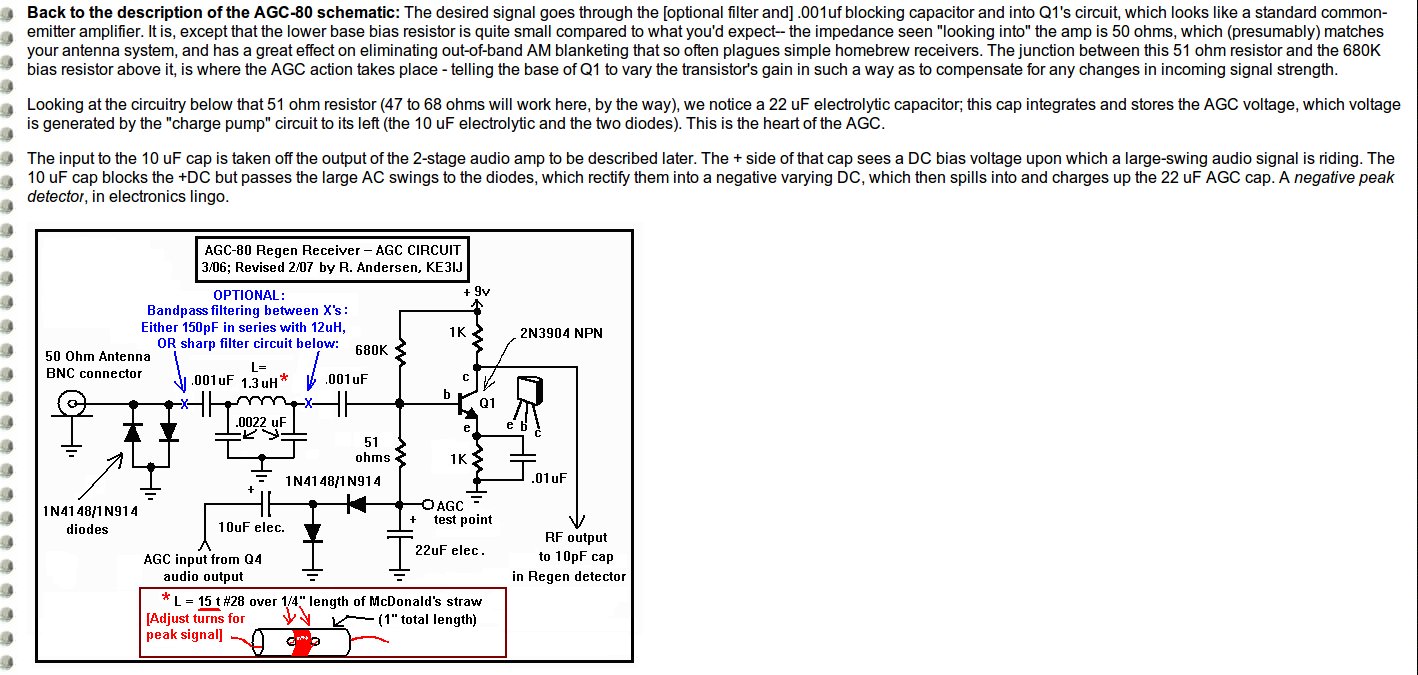 Back to the description of the AGC-80 schematic: The desired signal goes through the [optional filter and] .001uf blocking capacitor and into Q1's circuit, which looks like a standard common-
emitter amplifier. It is, except that the lower base bias resistor is quite small compared to what you'd expect-- the impedance seen "looking into" the amp is 50 ohms, which (presumably) matches
your antenna system, and has a great effect on eliminating out-of-band AM blanketing that so often plagues simple homebrew receivers. The junction between this 51 ohm resistor and the 680K
bias resistor above it, is where the AGC action takes place - telling the base of Q1 to vary the transistor's gain in such a way as to compensate for any changes in incoming signal strength.
Looking at the circuitry below that 51 ohm resistor (47 to 68 ohms will work here, by the way), we notice a 22 uF electrolytic capacitor; this cap integrates and stores the AGC voltage, which voltage
is generated by the "charge pump" circuit to its left (the 10 uF electrolytic and the two diodes). This is the heart of the AGC.
The input to the 10 uF cap is taken off the output of the 2-stage audio amp to be described later. The + side of that cap sees a DC bias voltage upon which a large-swing audio signal is riding. The
10 uF cap blocks the +DC but passes the large AC swings to the diodes, which rectify them into a negative varying DC, which then spills into and charges up the 22 uF AGC cap. A negative peak
detector, in electronics lingo.
AGC-80 Regen Receiver – AGC CIRCUIT
3/06; Revised 2/07 by R. Andersen, KE3IJ
OPTIONAL:
Bandpass filtering between X's:
Either 150pF in series with 12uH,
OR sharp filter circuit below:
+ 9v
1K
2N3904 NPN
680K
50 Ohm Antenna
BNC connector
L=
.001uF
1.3uH*
.001uF
c
b
Q1
X
X
e
e b c
.0022 uF
51
ohms
1K
.01uF
1N4148/1N914
diodes
1N4148/1N914
+
10uF elec.
AGC
test point
+
22uF elec.
AGC input from Q4
audio output
RF output
to 10pF cap
in Regen detector
* L = 15 t #28 over 1/4" length of McDonald's straw
(1" total length)
[Adjust turns for
peak signal]